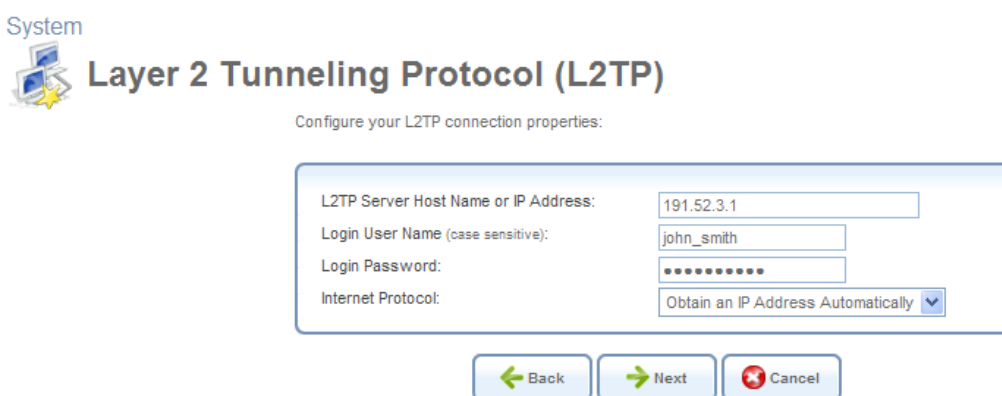 System
Layer 2 Tunneling Protocol (L2TP)
Configure your L2TP connection properties:
L2TP Server Host Name or IP Address: 191.52.3.1
Login User Name (case sensitive): john_smith
Login Password: ●●●●●●●●●●
Internet Protocol: Obtain an IP Address Automatically
Back Next Cancel